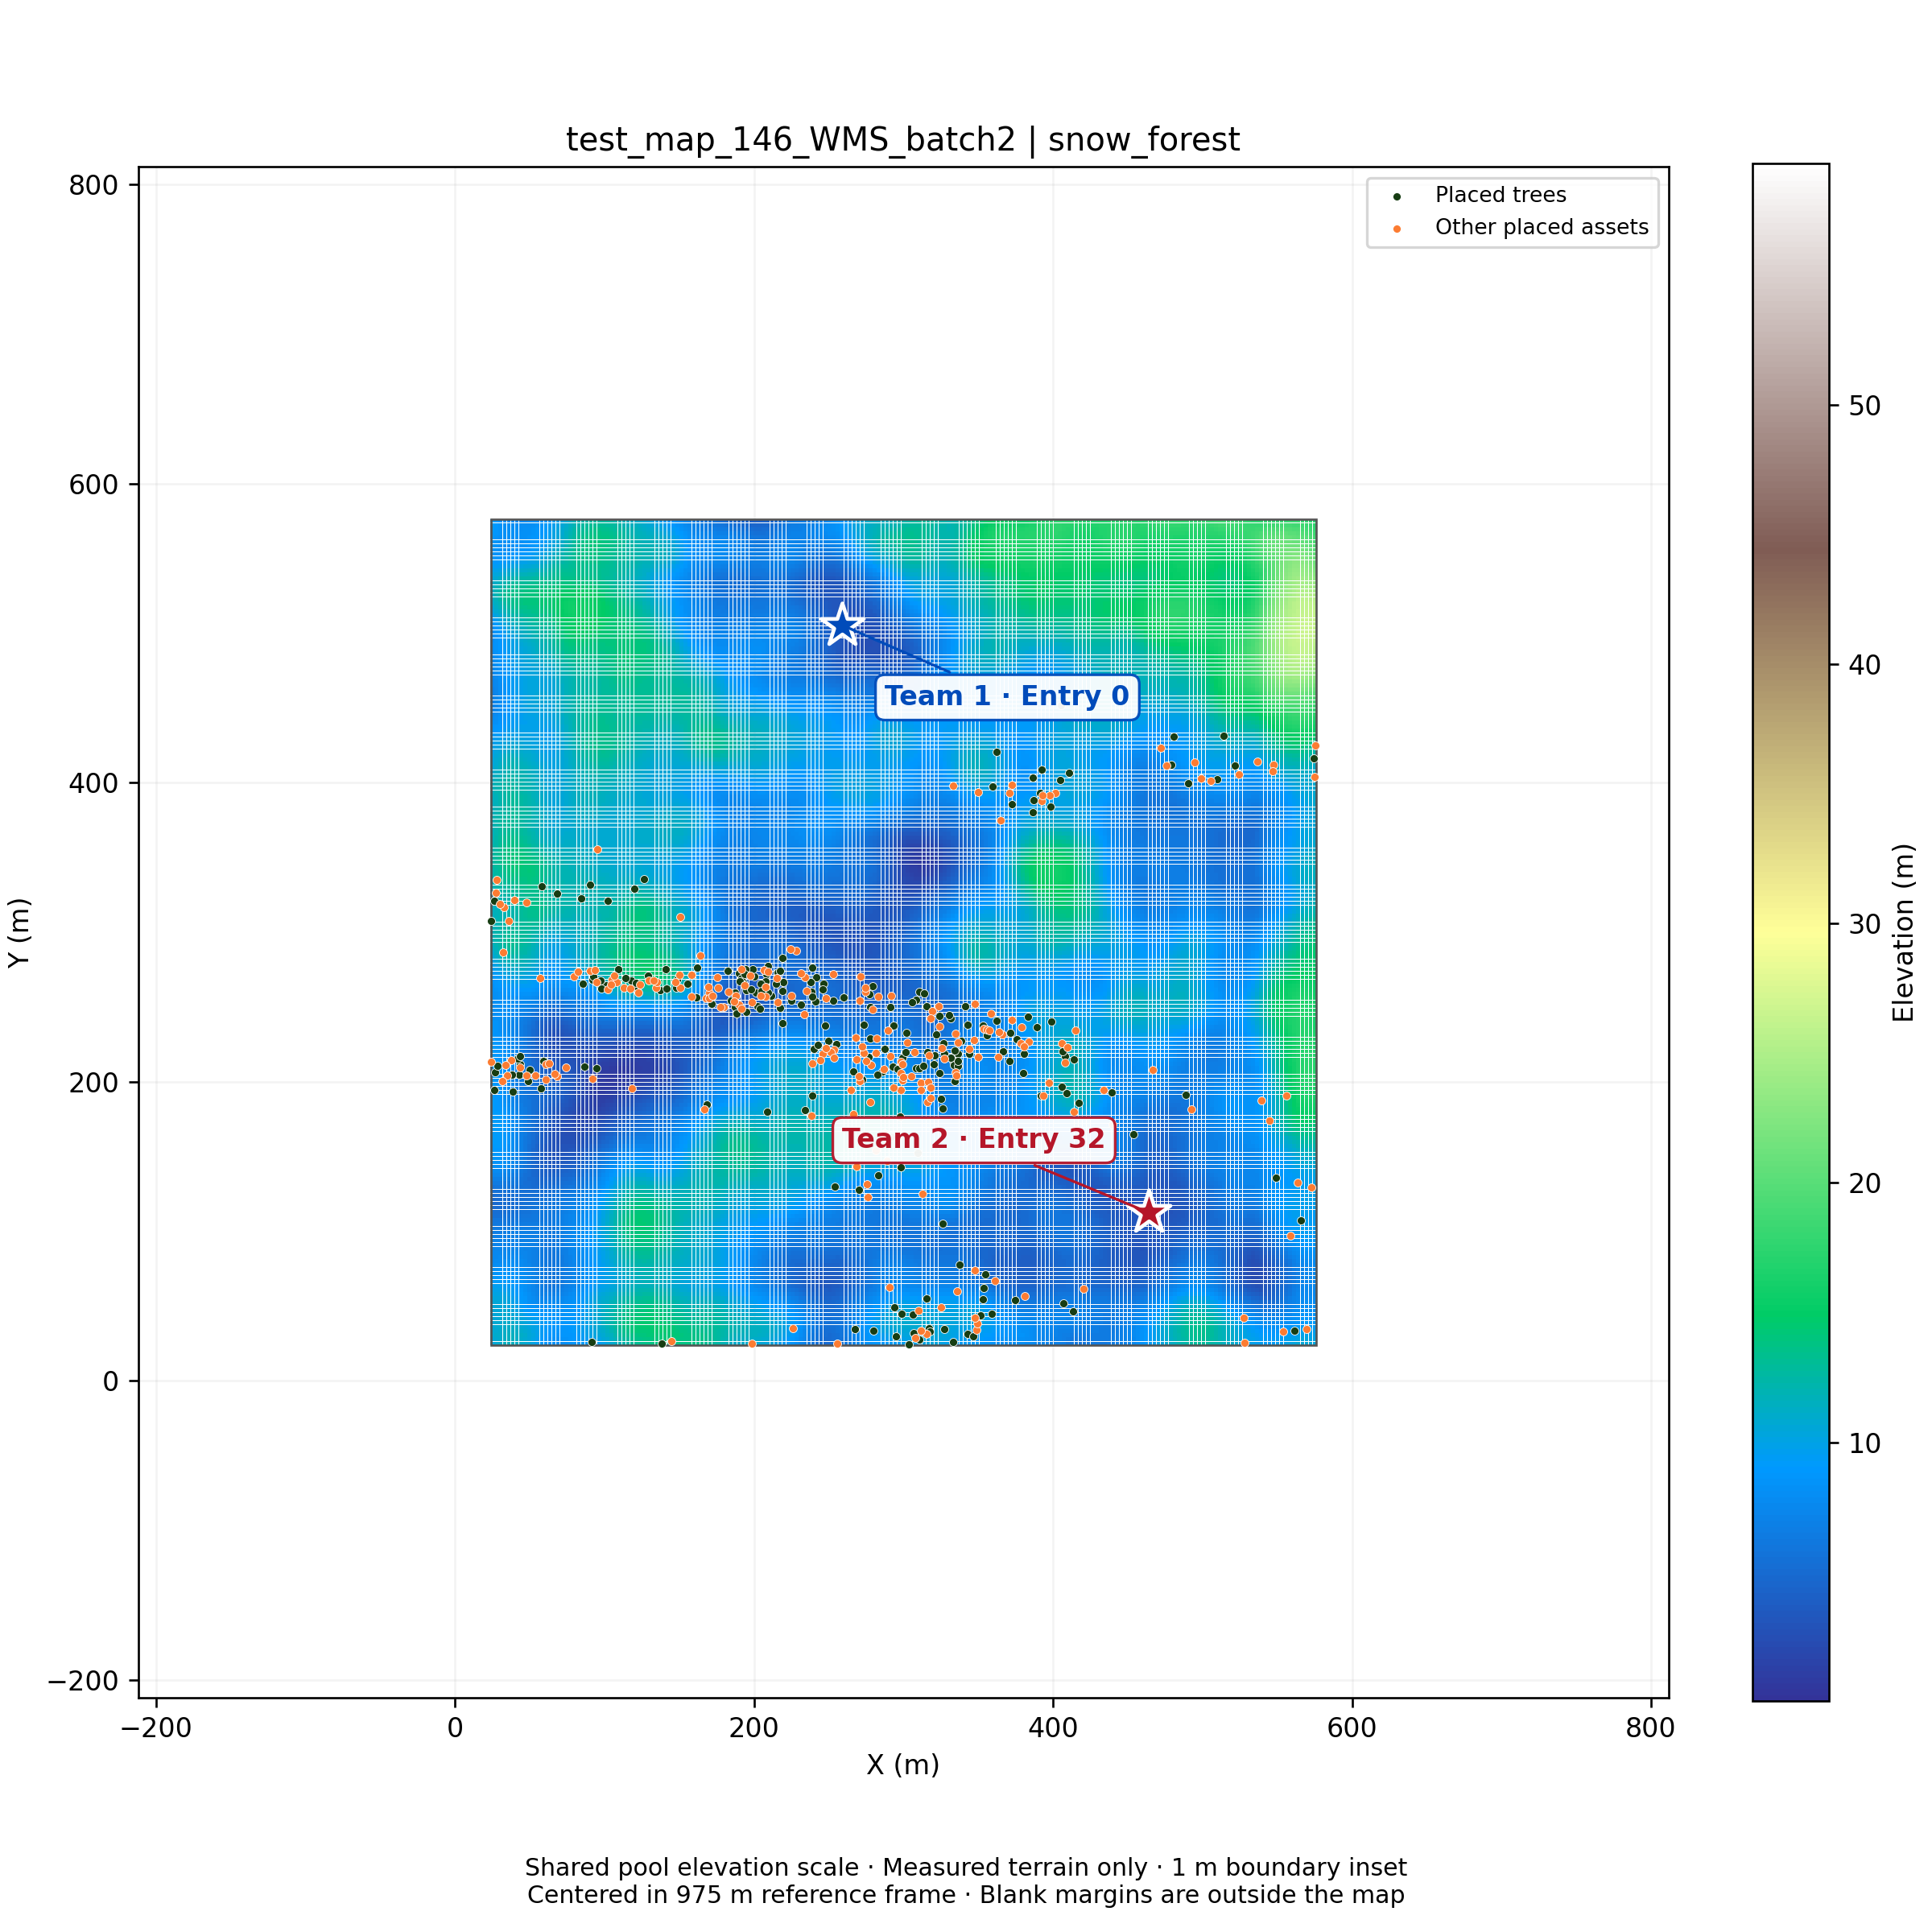 test_map_146_WMS_batch2 | snow_forest
Placed trees
Other placed assets
800
600
400
200
0
−200
Y (m)
Team 1 · Entry 0
Team 2 · Entry 32
−200
0
200
400
600
800
X (m)
50
40
30
20
10
Elevation (m)
Shared pool elevation scale · Measured terrain only · 1 m boundary inset
Centered in 975 m reference frame · Blank margins are outside the map